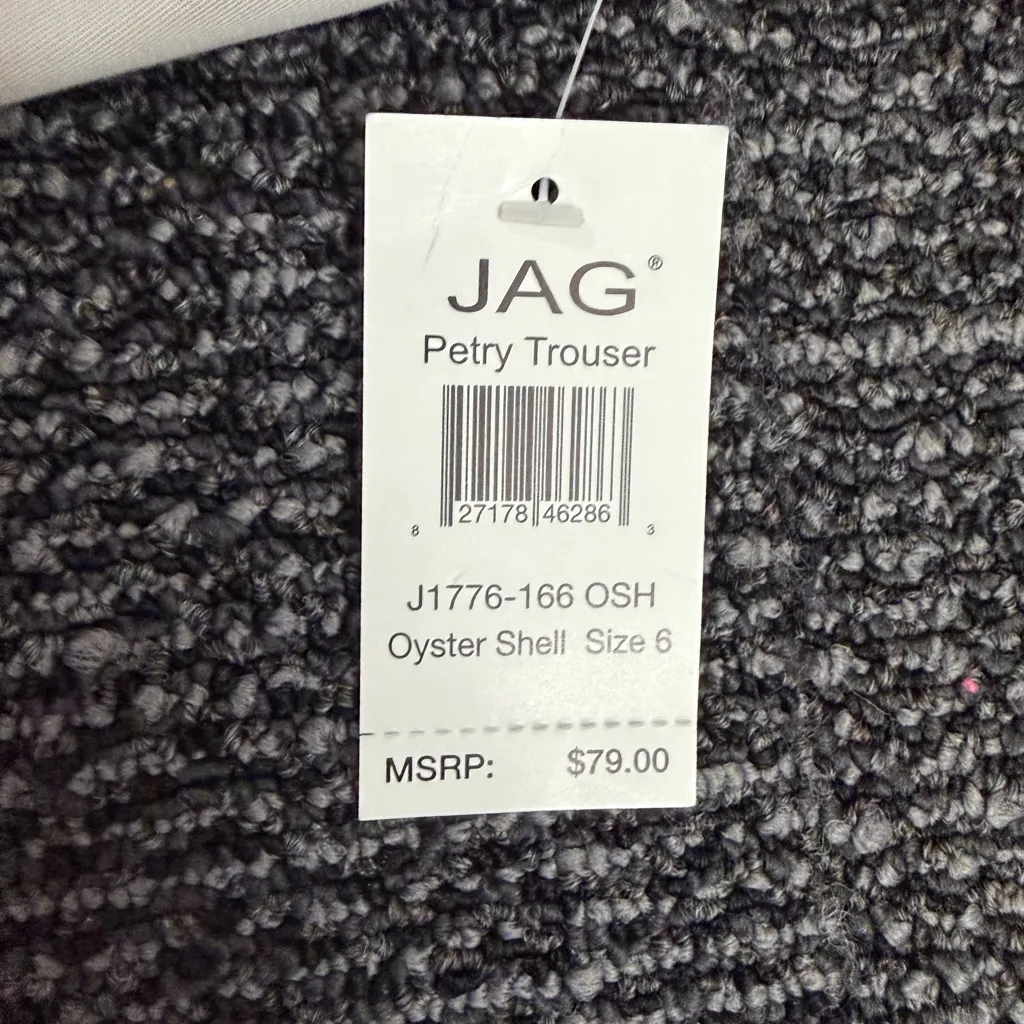 JAG®
Petry Trouser
8 27178 46286 3
J1776-166 OSH
Oyster Shell Size 6
MSRP: $79.00